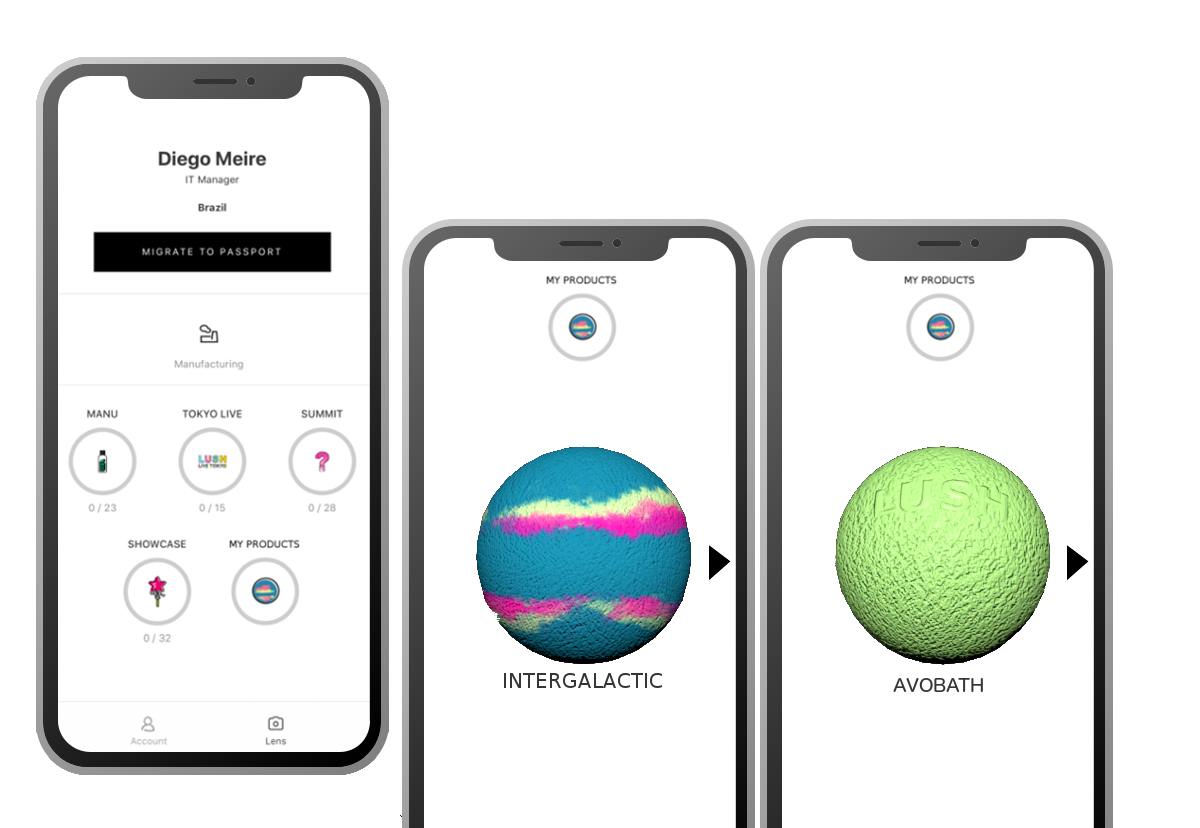 Diego Meire
IT Manager
Brazil
MIGRATE TO PASSPORT
Manufacturing
MANU
TOKYO LIVE
SUMMIT
LUSH
LIVE TOKYO
0 / 23
0 / 15
0 / 28
SHOWCASE
MY PRODUCTS
0 / 32
Account
Lens
MY PRODUCTS
INTERGALACTIC
MY PRODUCTS
LUSH
AVOBATH